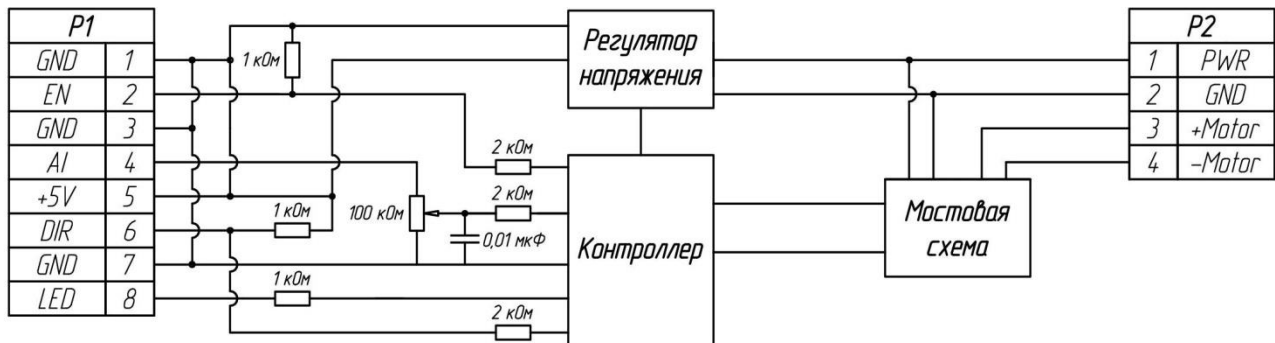 P1
GND 1
EN 2
GND 3
AI 4
+5V 5
DIR 6
GND 7
LED 8
1 кОм
1 кОм
1 кОм
100 кОм
2 кОм
2 кОм
0,01 мкФ
2 кОм
Регулятор
напряжения
Контроллер
Мостовая
схема
P2
1 PWR
2 GND
3 +Motor
4 -Motor